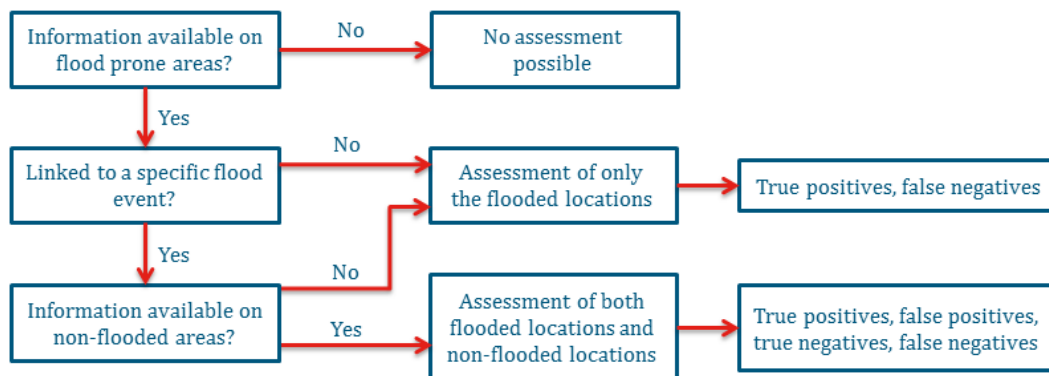 Information available on
flood prone areas?
No
No assessment
possible
Yes
Linked to a specific flood
event?
No
Assessment of only
the flooded locations
True positives, false negatives
Yes
No
Information available on
non-flooded areas?
Yes
Assessment of both
flooded locations and
non-flooded locations
True positives, false positives,
true negatives, false negatives